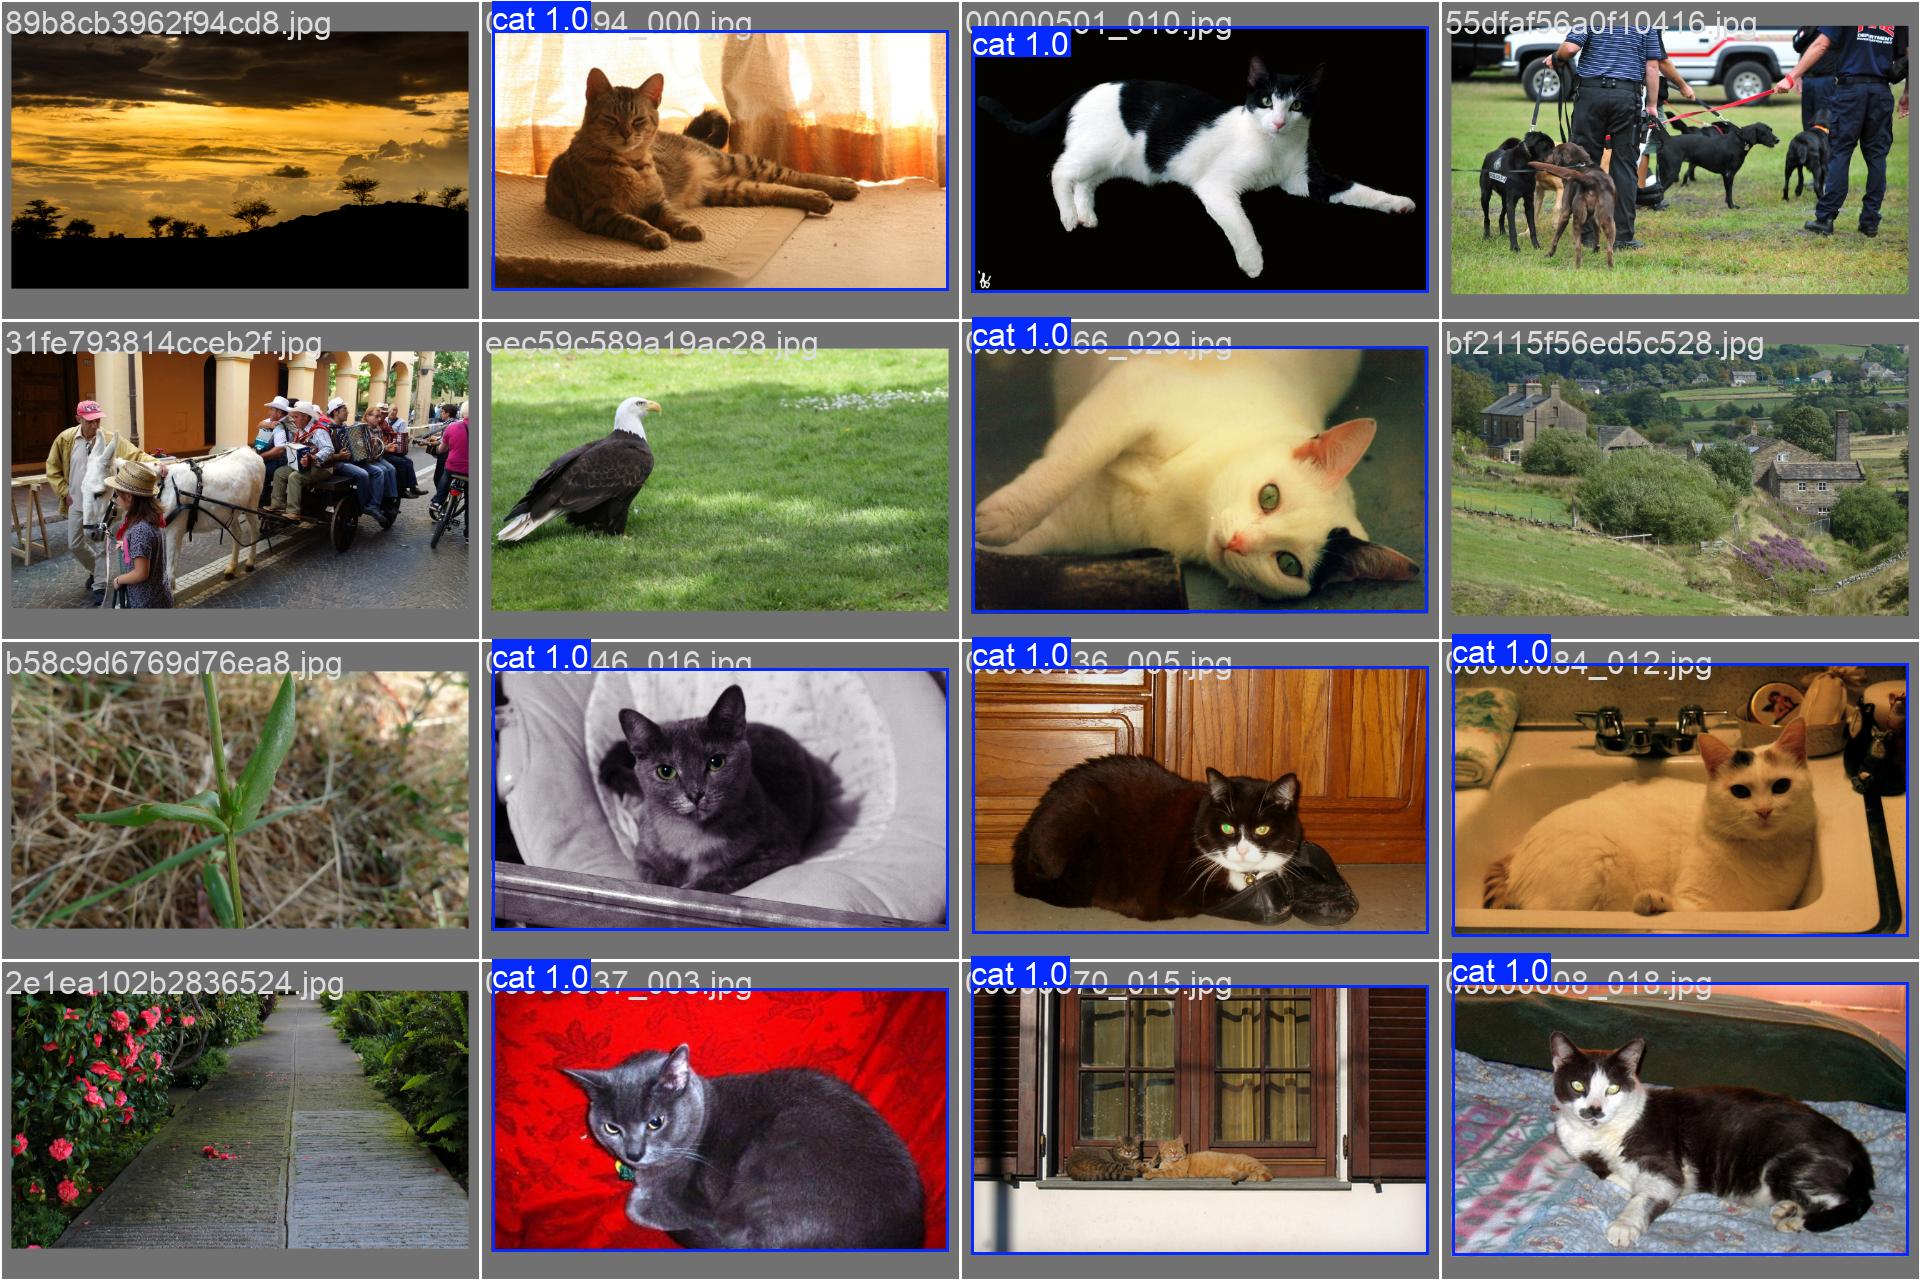 89b8cb3962f94cd8.jpg
cat 1.0
94_000.jpg
00000501_010.jpg
cat 1.0
55dfaf56a0f10416.jpg
DEPARTMENT
31fe793814cceb2f.jpg
eec59c589a19ac28.jpg
cat 1.0
66_029.jpg
bf2115f56ed5c528.jpg
b58c9d6769d76ea8.jpg
cat 1.0
46_016.jpg
cat 1.0
36_005.jpg
cat 1.0
84_012.jpg
2e1ea102b2836524.jpg
cat 1.0
37_003.jpg
cat 1.0
70_015.jpg
cat 1.0
08_018.jpg